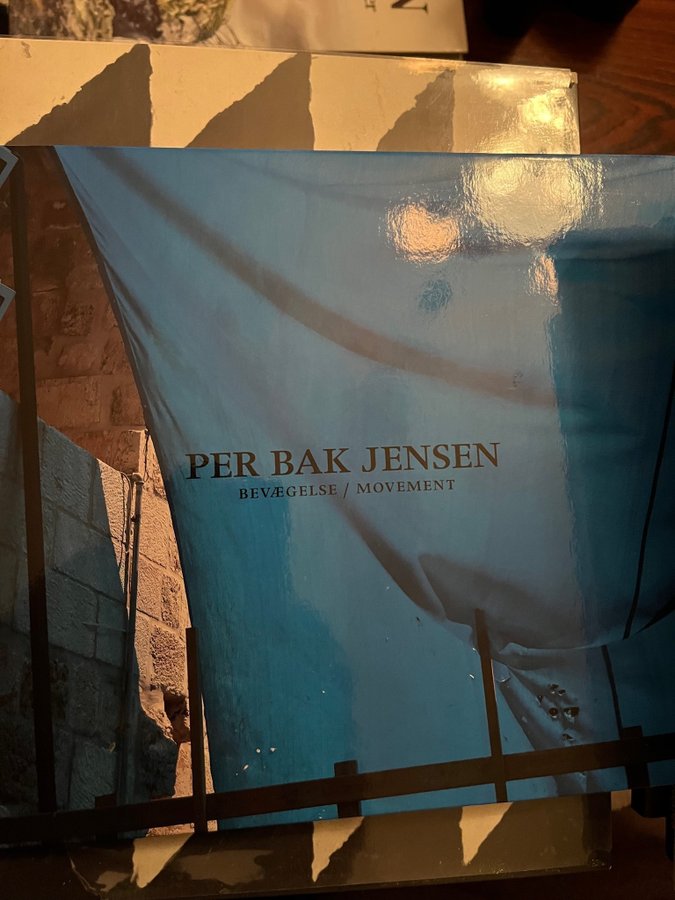 N
PER BAK JENSEN
BEVÆGELSE / MOVEMENT